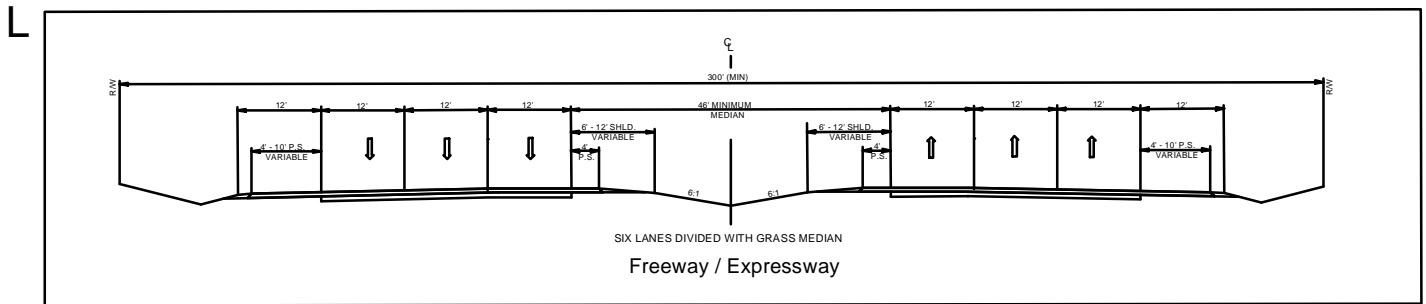 L
C
L
300' (MIN)
R/W
R/W
12'
12'
12'
12'
46' MINIMUM
MEDIAN
12'
12'
12'
12'
6' - 12' SHLD.
VARIABLE
6' - 12' SHLD.
VARIABLE
4' - 10' P.S.
VARIABLE
4'
P.S.
4'
P.S.
4' - 10' P.S.
VARIABLE
6:1
6:1
SIX LANES DIVIDED WITH GRASS MEDIAN
Freeway / Expressway